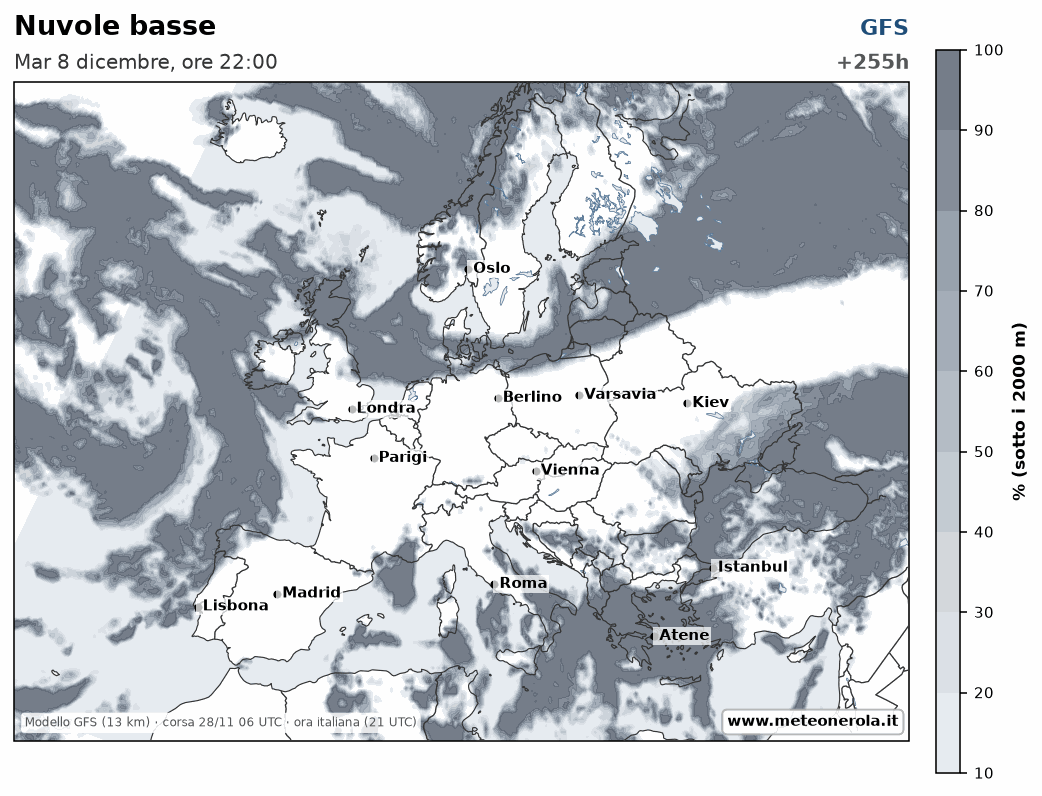 Nuvole basse
GFS
Mar 8 dicembre, ore 22:00
+255h
Oslo
Londra
Berlino
Varsavia
Kiev
Parigi
Vienna
Istanbul
Roma
Madrid
Lisbona
Atene
Modello GFS (13 km) · corsa 28/11 06 UTC · ora italiana (21 UTC)
www.meteonerola.it
100
90
80
70
60
50
40
30
20
10
% (sotto i 2000 m)